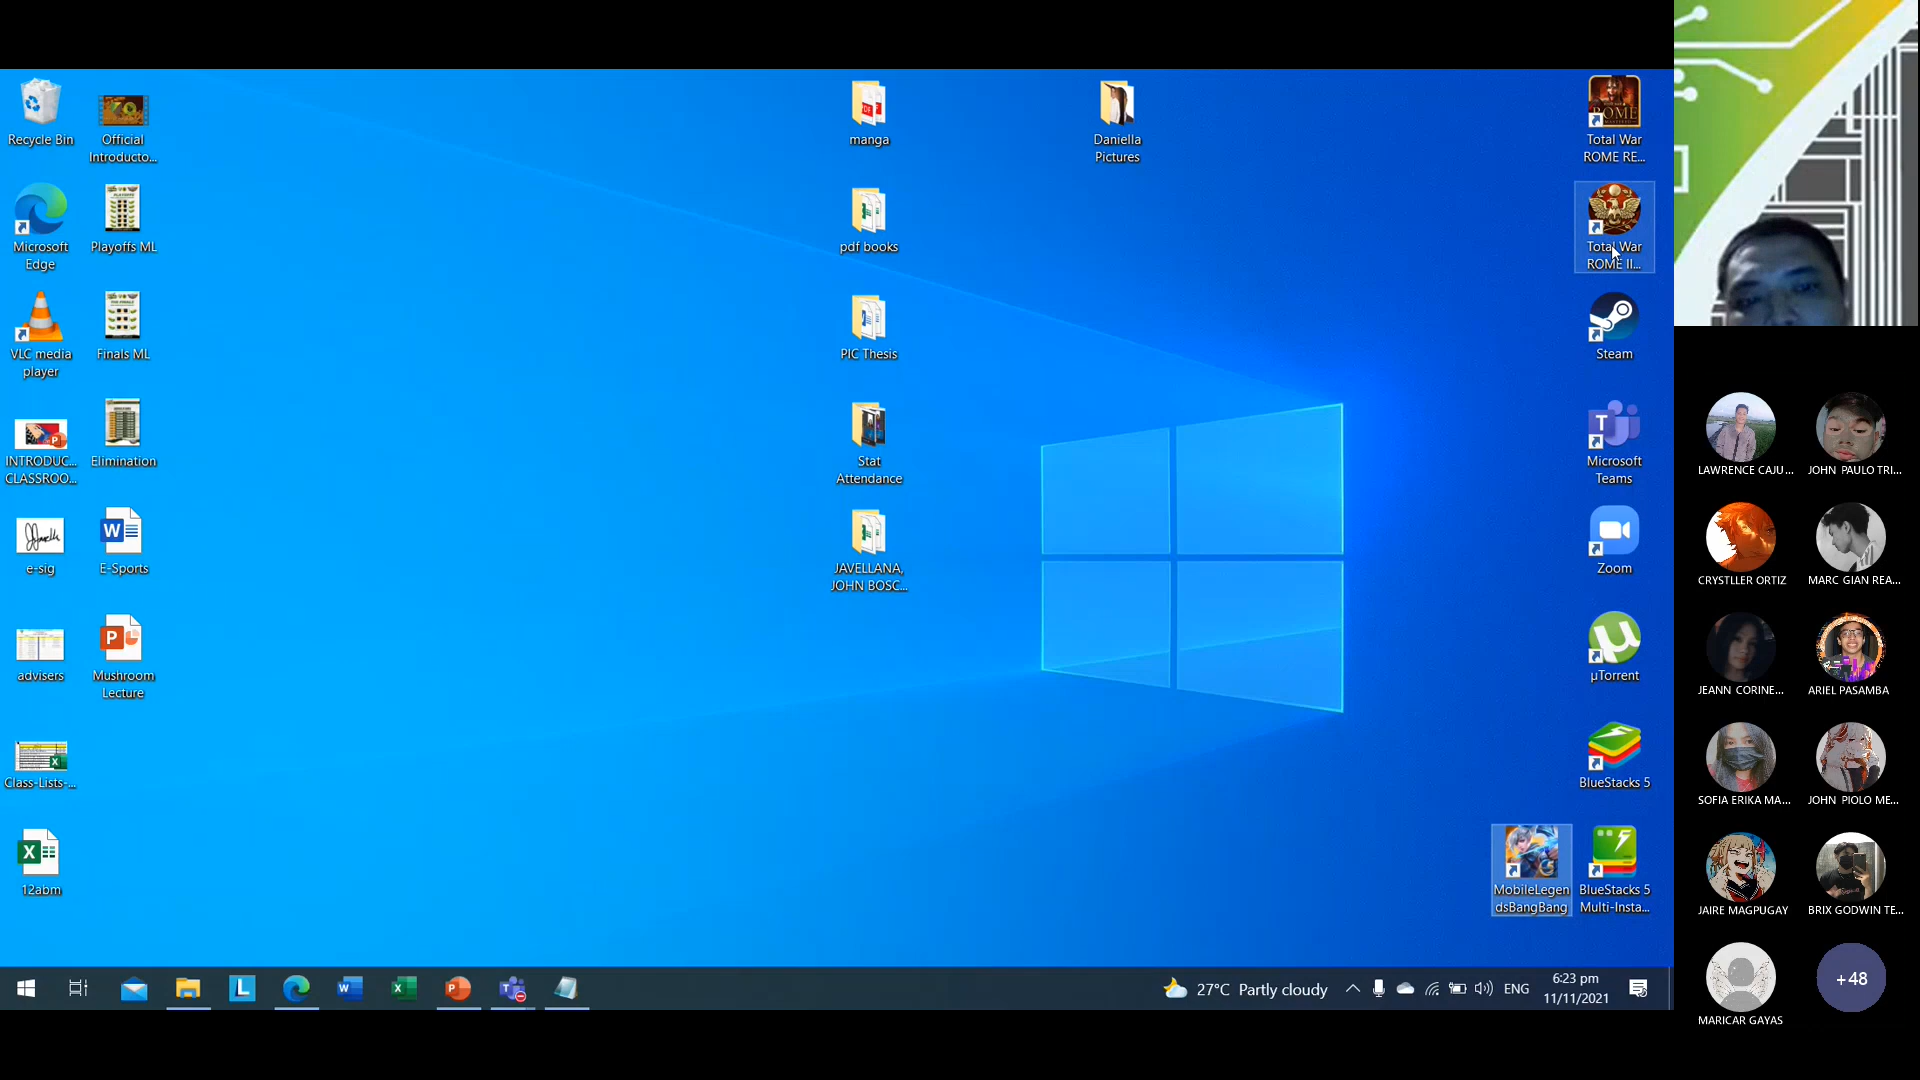 Recycle Bin
Official
Introducto...
manga
Daniella
Pictures
Total War
ROME RE...
Microsoft
Edge
Playoffs ML
pdf books
Total War
ROME II...
VLC media
player
Finals ML
PIC Thesis
Steam
INTRODUC...
CLASSROO...
Elimination
Stat
Attendance
Microsoft
Teams
e-sig
E-Sports
JAVELLANA,
JOHN BOSC...
Zoom
advisers
Mushroom
Lecture
µTorrent
Class-Lists-...
BlueStacks 5
12abm
MobileLegen
dsBangBang
BlueStacks 5
Multi-Insta...
27°C Partly cloudy
ENG
6:23 pm
11/11/2021
LAWRENCE CAJU...
JOHN PAULO TRI...
CRYSTLLER ORTIZ
MARC GIAN REA...
JEANN CORINE...
ARIEL PASAMBA
SOFIA ERIKA MA...
JOHN PIOLO ME...
JAIRE MAGPUGAY
BRIX GODWIN TE...
MARICAR GAYAS
+48